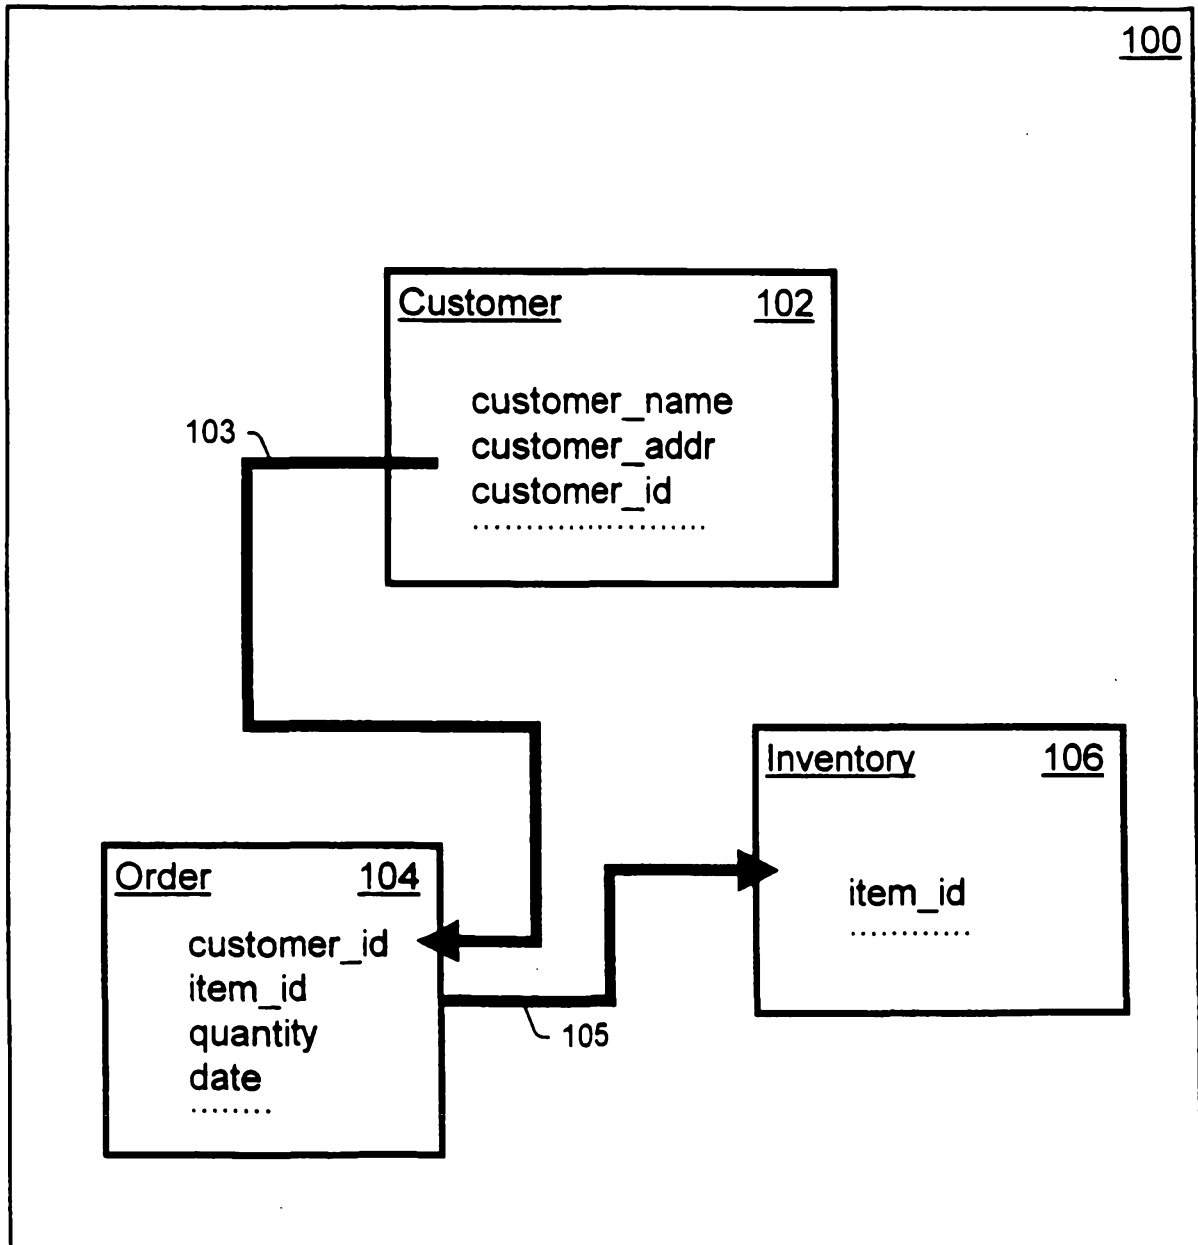 100
Customer 102
customer_name
customer_addr
customer_id
.......................
103
Inventory 106
item_id
............
Order 104
customer_id
item_id
quantity
date
........
105